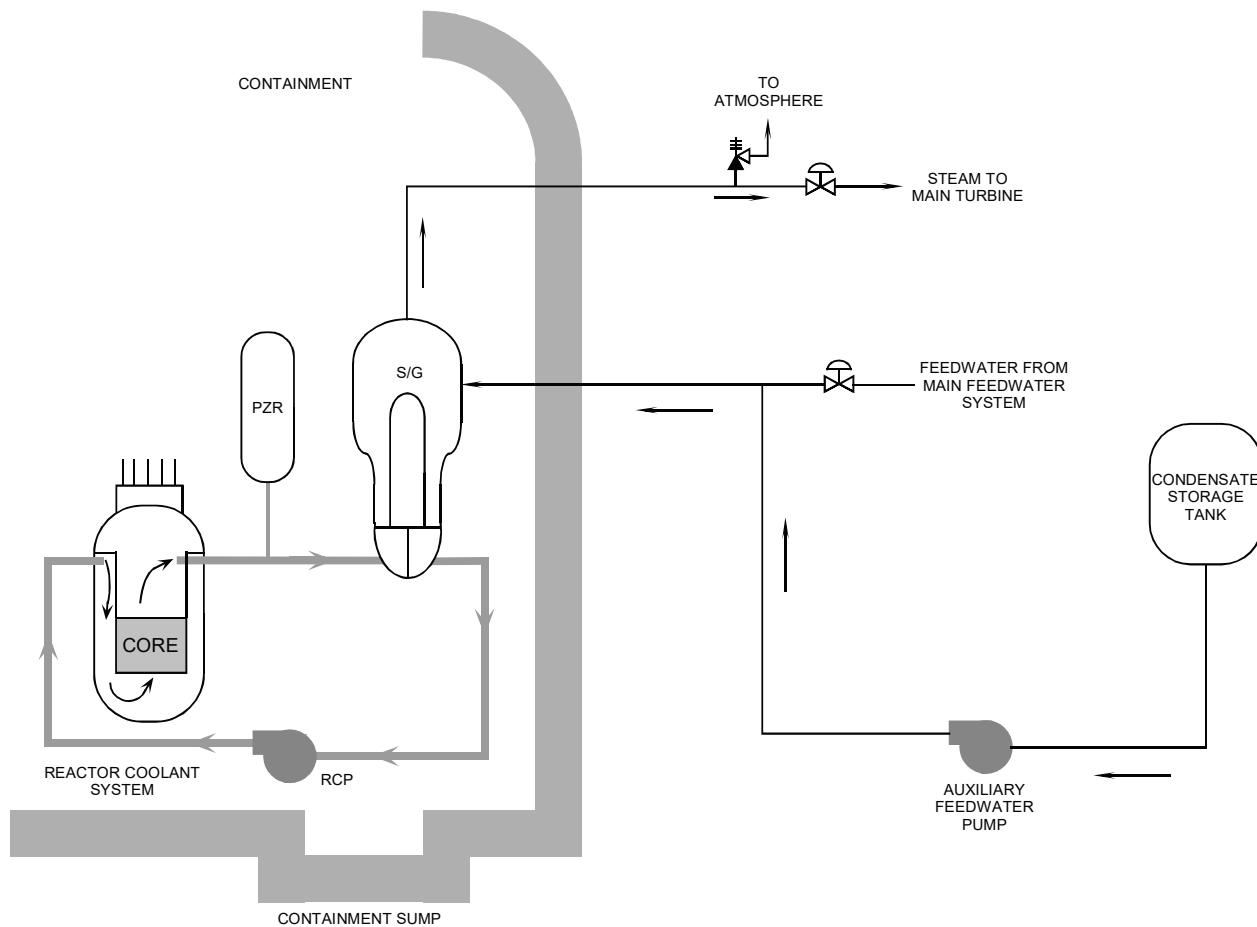 CONTAINMENT
TO
ATMOSPHERE
STEAM TO
MAIN TURBINE
S/G
PZR
FEEDWATER FROM
MAIN FEEDWATER
SYSTEM
CONDENSATE
STORAGE
TANK
CORE
REACTOR COOLANT
SYSTEM
RCP
AUXILIARY
FEEDWATER
PUMP
CONTAINMENT SUMP